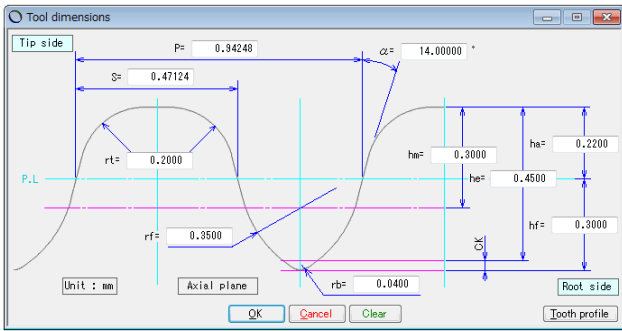 Tool dimensions
Tip side
P= 0.94248
α= 14.00000 °
S= 0.47124
rt= 0.2000
hm= 0.3000
ha= 0.2200
he= 0.4500
P.L
rf= 0.3500
hf= 0.3000
CK
rb= 0.0400
Unit : mm
Axial plane
Root side
OK
Cancel
Clear
Tooth profile